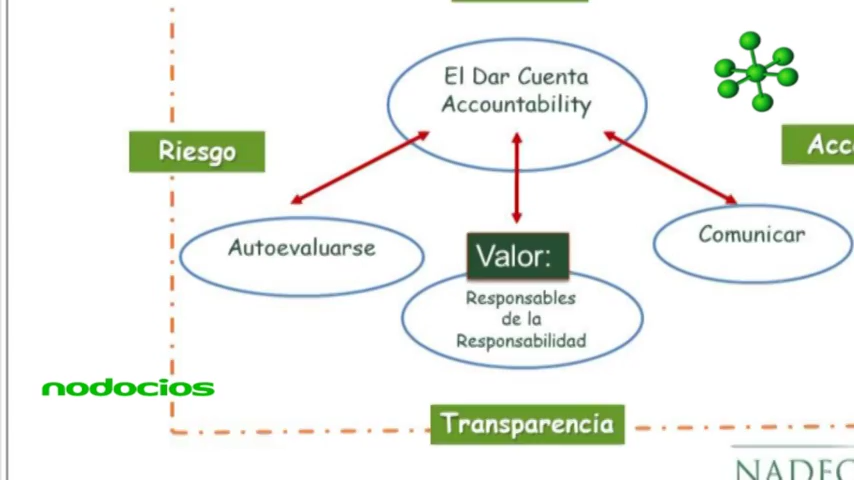 El Dar Cuenta
Accountability
Riesgo
Autoevaluarse
Valor:
Comunicar
Responsables
de la
Responsabilidad
nodocios
Transparencia